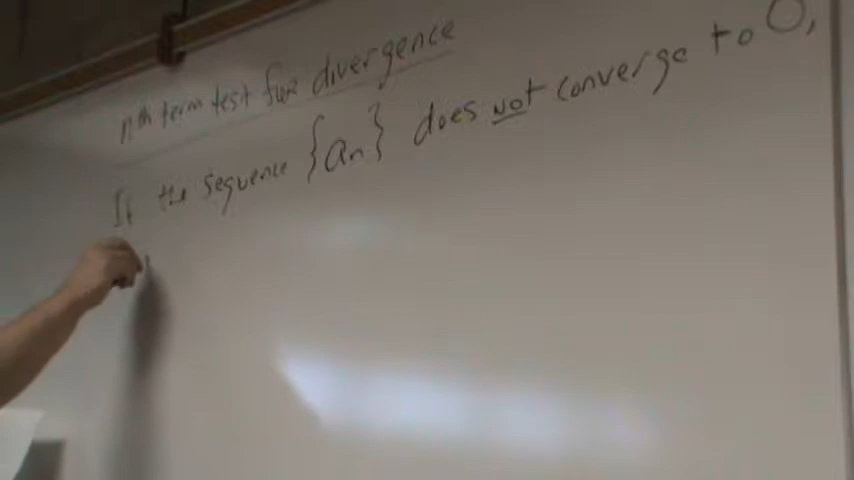 nth term test for divergence
If the sequence {an} does not converge to 0,